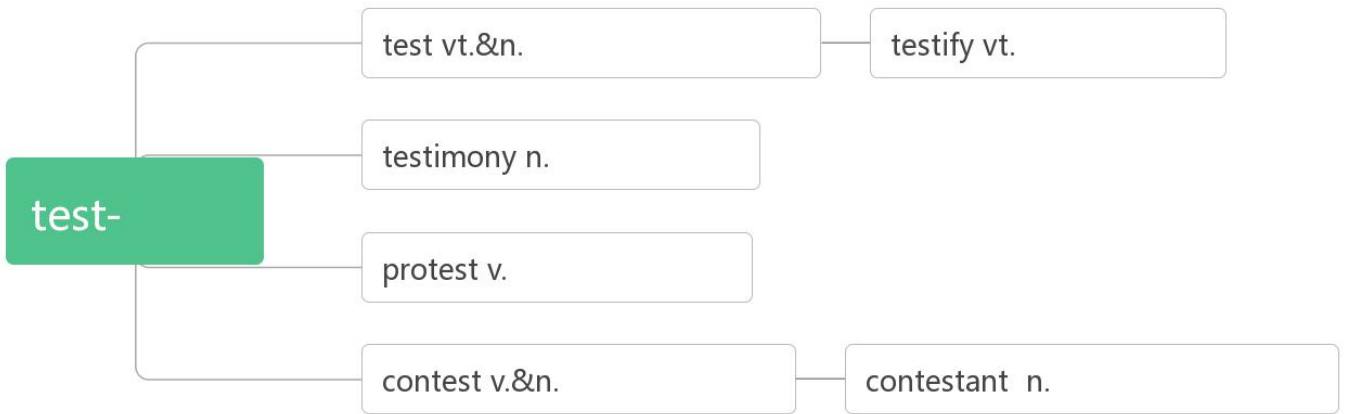 test vt.&n.
testify vt.
testimony n.
test-
protest v.
contest v.&n.
contestant n.